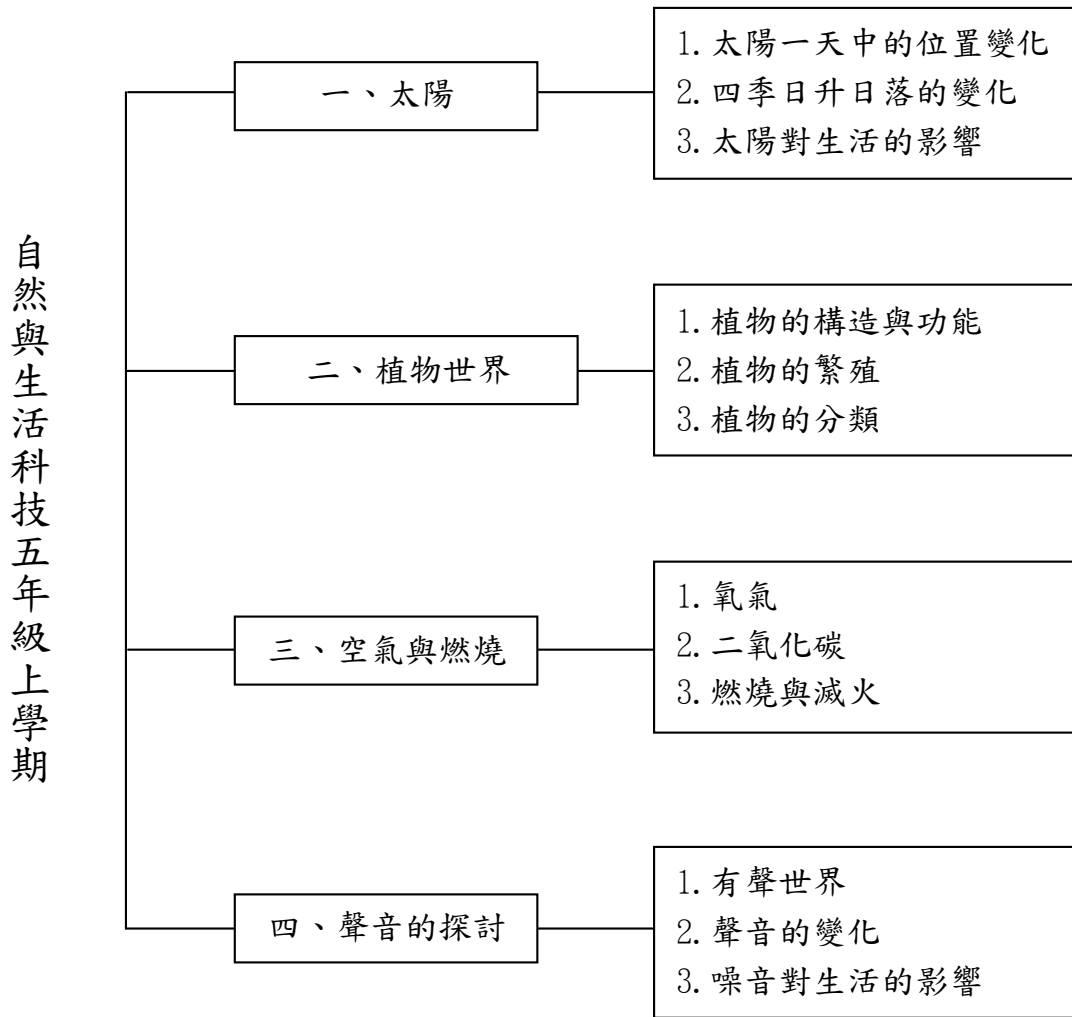 自然與生活科技五年級上學期
一、太陽
1.太陽一天中的位置變化
2.四季日升日落的變化
3.太陽對生活的影響
二、植物世界
1.植物的構造與功能
2.植物的繁殖
3.植物的分類
三、空氣與燃燒
1.氧氣
2.二氧化碳
3.燃燒與滅火
四、聲音的探討
1.有聲世界
2.聲音的變化
3.噪音對生活的影響